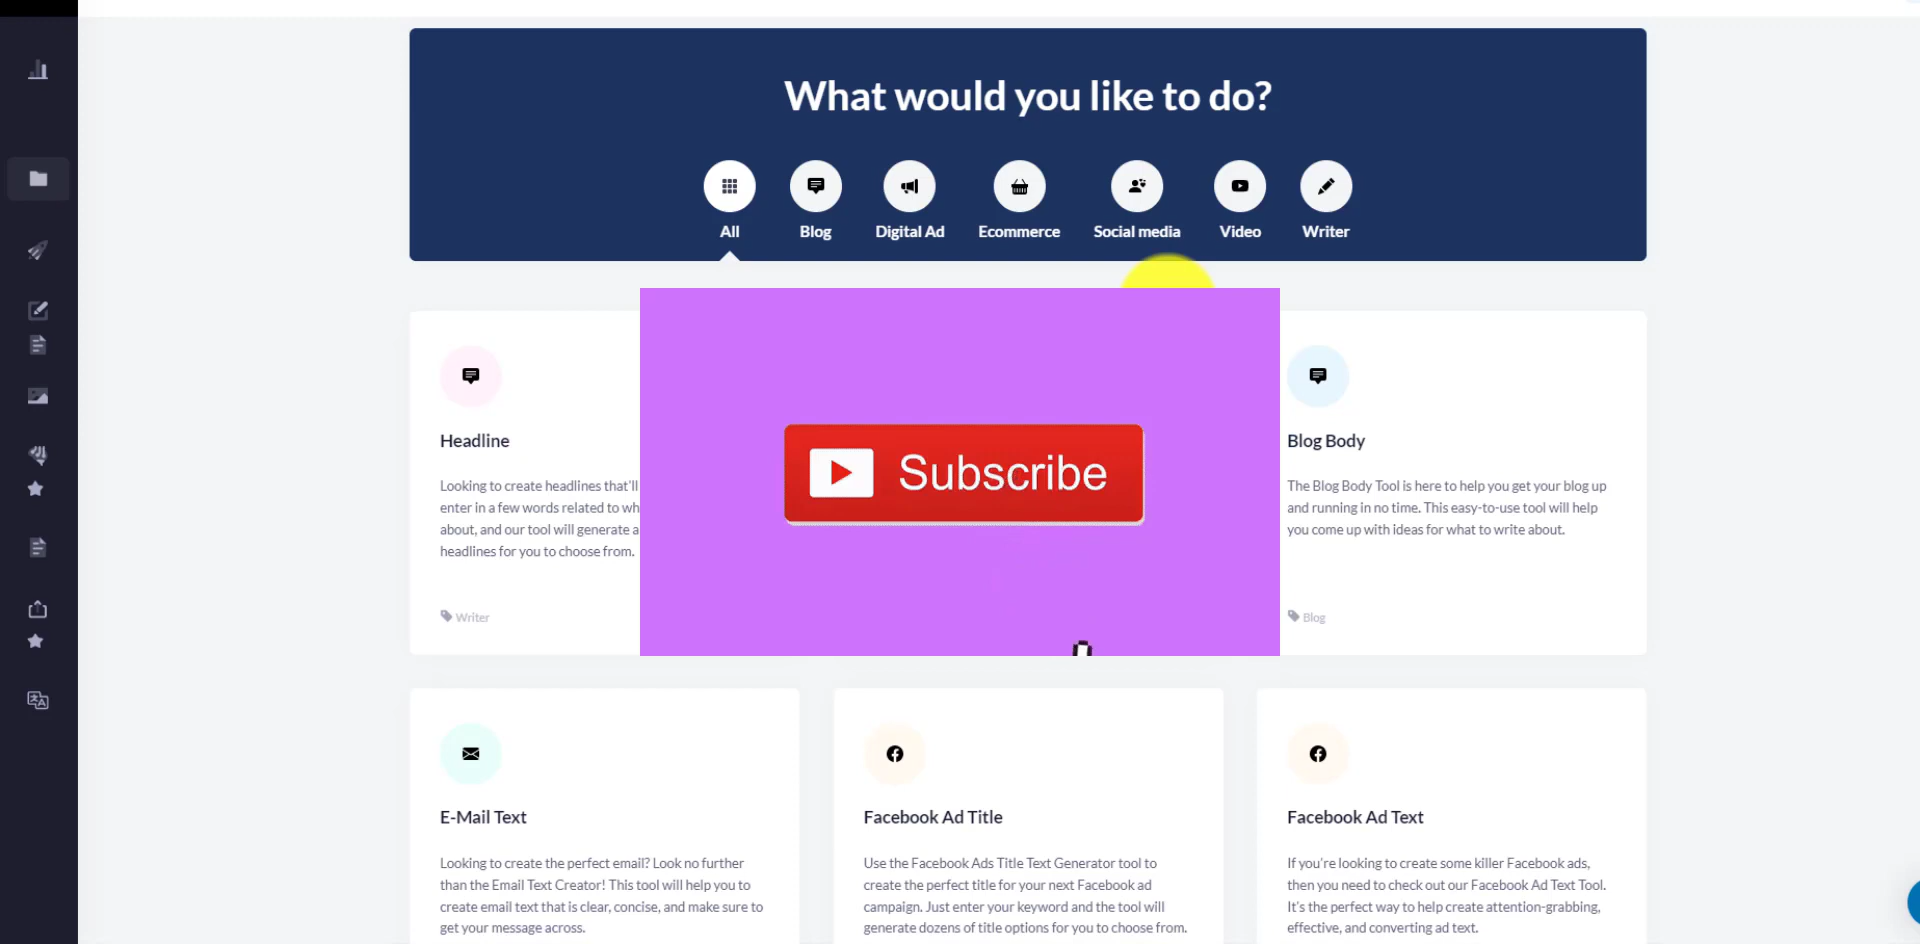 What would you like to do?
All
Blog
Digital Ad
Ecommerce
Social media
Video
Writer
Headline
Looking to create headlines that'll
enter in a few words related to wh
about, and our tool will generate a
headlines for you to choose from.
Writer
Subscribe
Blog Body
The Blog Body Tool is here to help you get your blog up
and running in no time. This easy-to-use tool will help
you come up with ideas for what to write about.
Blog
E-Mail Text
Looking to create the perfect email? Look no further
than the Email Text Creator! This tool will help you to
create email text that is clear, concise, and make sure to
get your message across.
Facebook Ad Title
Use the Facebook Ads Title Text Generator tool to
create the perfect title for your next Facebook ad
campaign. Just enter your keyword and the tool will
generate dozens of title options for you to choose from.
Facebook Ad Text
If you're looking to create some killer Facebook ads,
then you need to check out our Facebook Ad Text Tool.
It's the perfect way to help create attention-grabbing,
effective, and converting ad text.